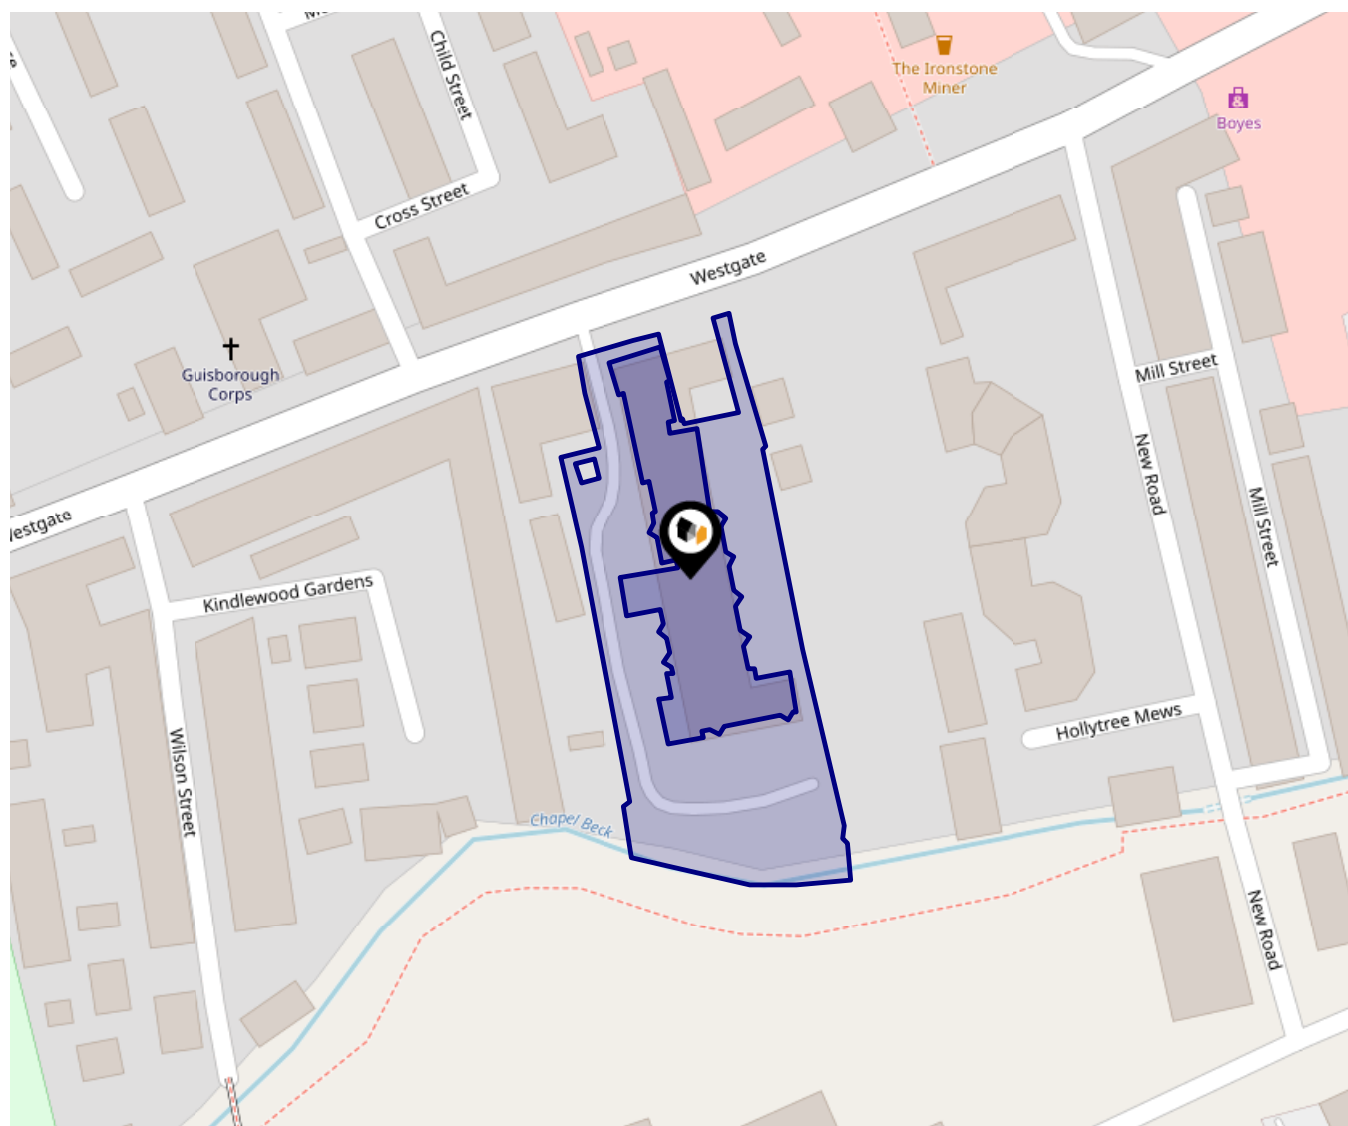 Child Street
The Ironstone
Miner
Boyes
Cross Street
Westgate
Guisborough
Corps
Mill Street
New Road
Mill Street
Westgate
Kindlewood Gardens
Hollytree Mews
Wilson Street
Chapel Beck
New Road